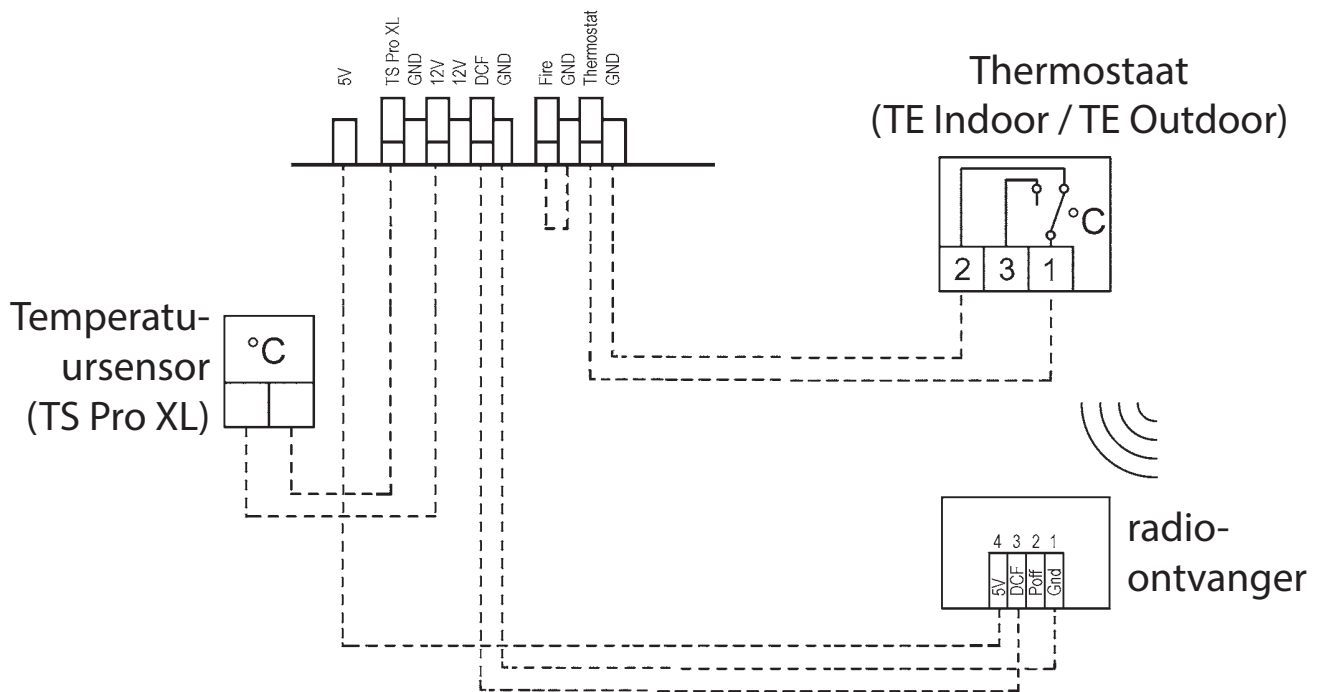 5V
TS Pro XL
GND
12V
12V
DCF
GND
Fire
GND
Thermostat
GND
Thermostaat
(TE Indoor / TE Outdoor)
°C
2 3 1
Temperatu-
ursensor
(TS Pro XL)
°C
radio-
ontvanger
4 3 2 1
5V
DCF
Poff
Gnd